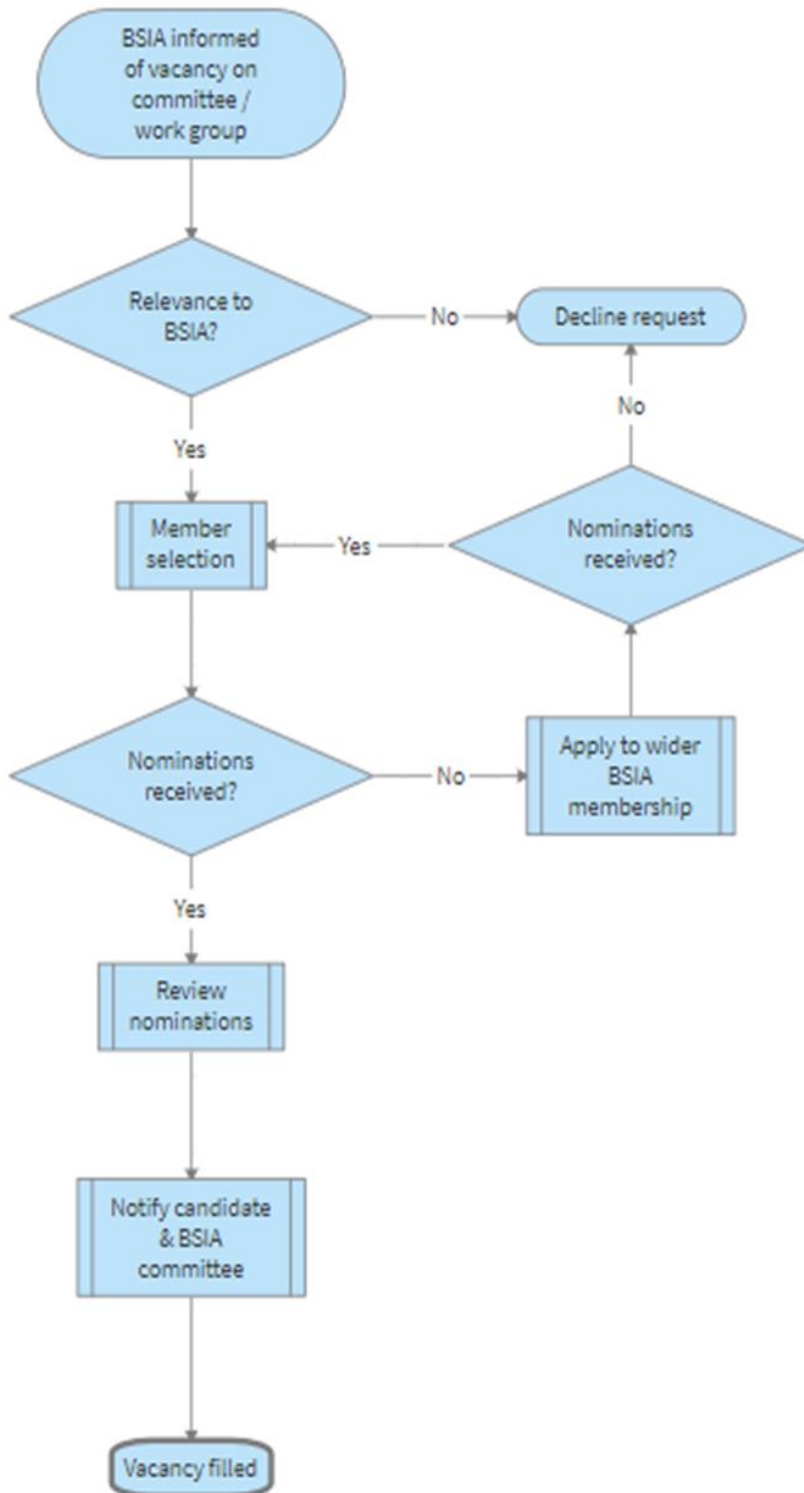 BSIA informed
of vacancy on
committee /
work group
Relevance to
BSIA?
No
Decline request
No
Yes
Member
selection
Yes
Nominations
received?
Nominations
received?
No
Apply to wider
BSIA
membership
Yes
Review
nominations
Notify candidate
& BSIA
committee
Vacancy filled